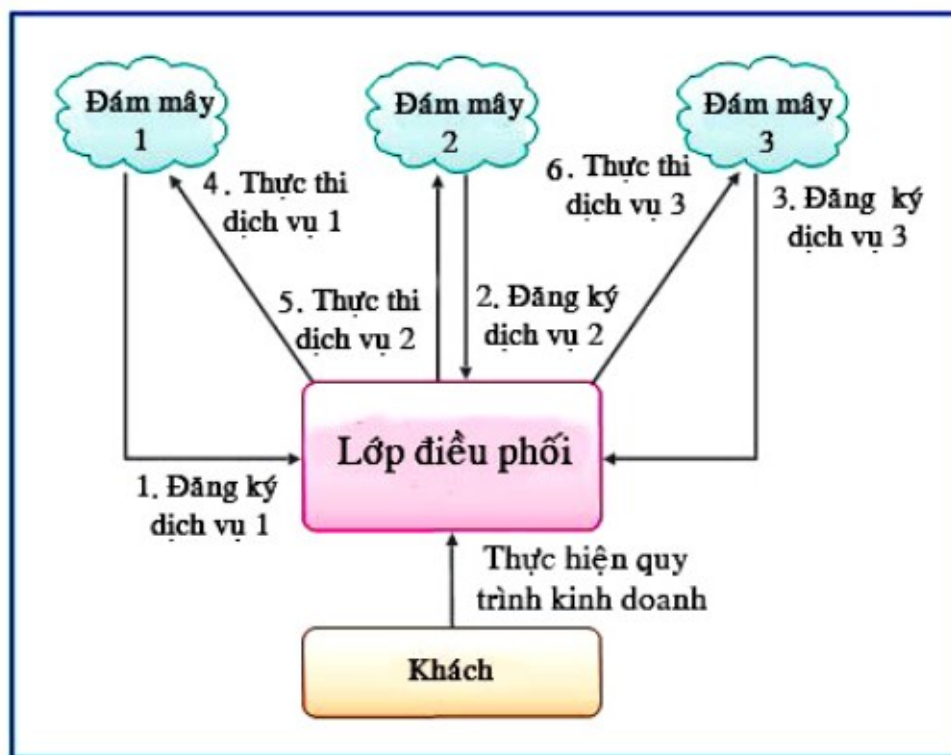 Đám mây
1
Đám mây
2
Đám mây
3
4. Thực thi
dịch vụ 1
6. Thực thi
dịch vụ 3
3. Đăng ký
dịch vụ 3
5. Thực thi
dịch vụ 2
2. Đăng ký
dịch vụ 2
Lớp điều phối
1. Đăng ký
dịch vụ 1
Thực hiện quy
trình kinh doanh
Khách